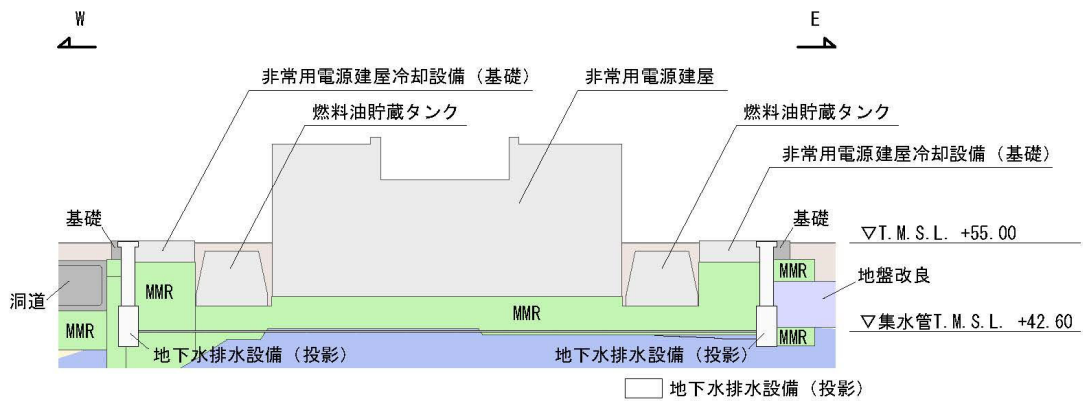 W
E
非常用電源建屋冷却設備（基礎）
非常用電源建屋
燃料油貯蔵タンク
燃料油貯蔵タンク
非常用電源建屋冷却設備（基礎）
基礎
基礎
▽T.M.S.L. +55.00
MMR
地盤改良
洞道
MMR
MMR
▽集水管T.M.S.L. +42.60
MMR
MMR
地下水排水設備（投影）
地下水排水設備（投影）
地下水排水設備（投影）